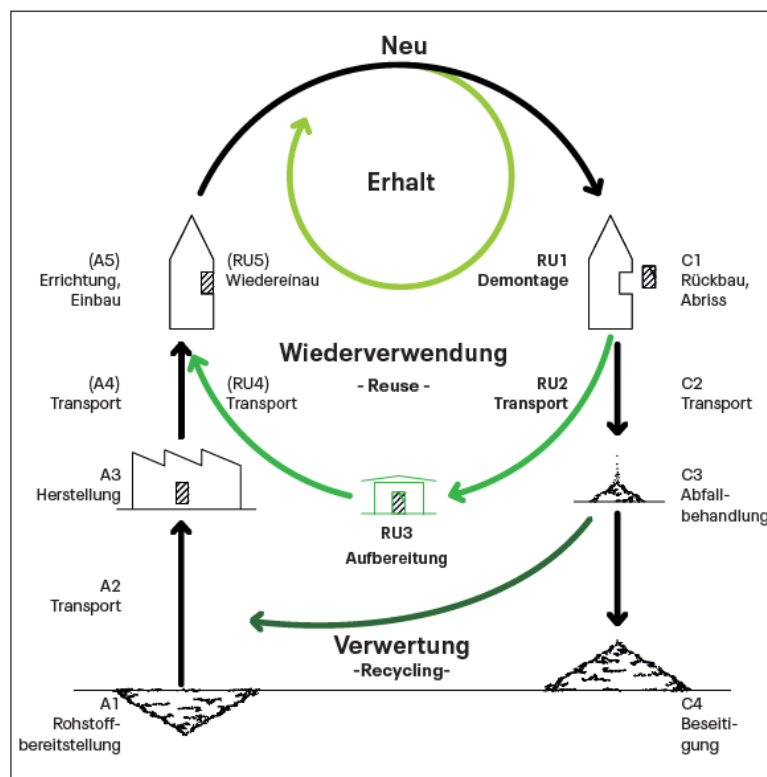 Neu
Erhalt
(A5)
Errichtung,
Einbau
(RU5)
Wiedereinau
RU1
Demontage
C1
Rückbau,
Abriss
Wiederverwendung
- Reuse -
(A4)
Transport
(RU4)
Transport
RU2
Transport
C2
Transport
A3
Herstellung
RU3
Aufbereitung
C3
Abfall-
behandlung
A2
Transport
Verwertung
-Recycling-
A1
Rohstoff-
bereitstellung
C4
Beseiti-
gung